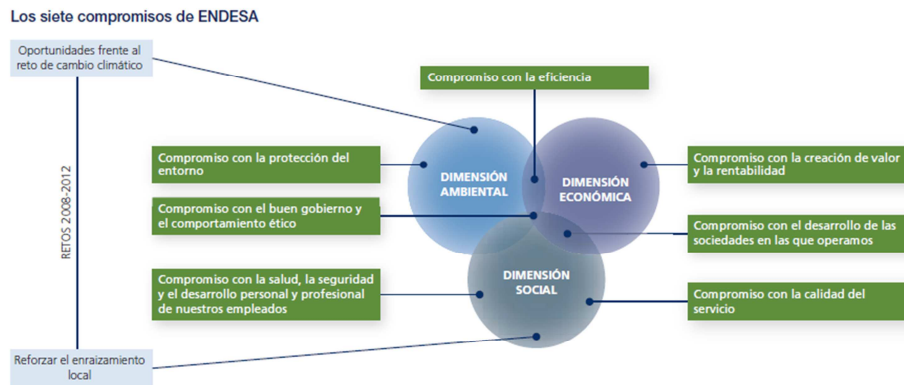 Los siete compromisos de ENDESA
Oportunidades frente al
reto de cambio climático
Compromiso con la eficiencia
RETOS 2008-2012
Compromiso con la protección del
entorno
DIMENSIÓN
AMBIENTAL
DIMENSIÓN
ECONÓMICA
Compromiso con la creación de valor
y la rentabilidad
Compromiso con el buen gobierno y
el comportamiento ético
Compromiso con el desarrollo de las
sociedades en las que operamos
Compromiso con la salud, la seguridad
y el desarrollo personal y profesional
de nuestros empleados
DIMENSIÓN
SOCIAL
Compromiso con la calidad del
servicio
Reforzar el enraizamiento
local